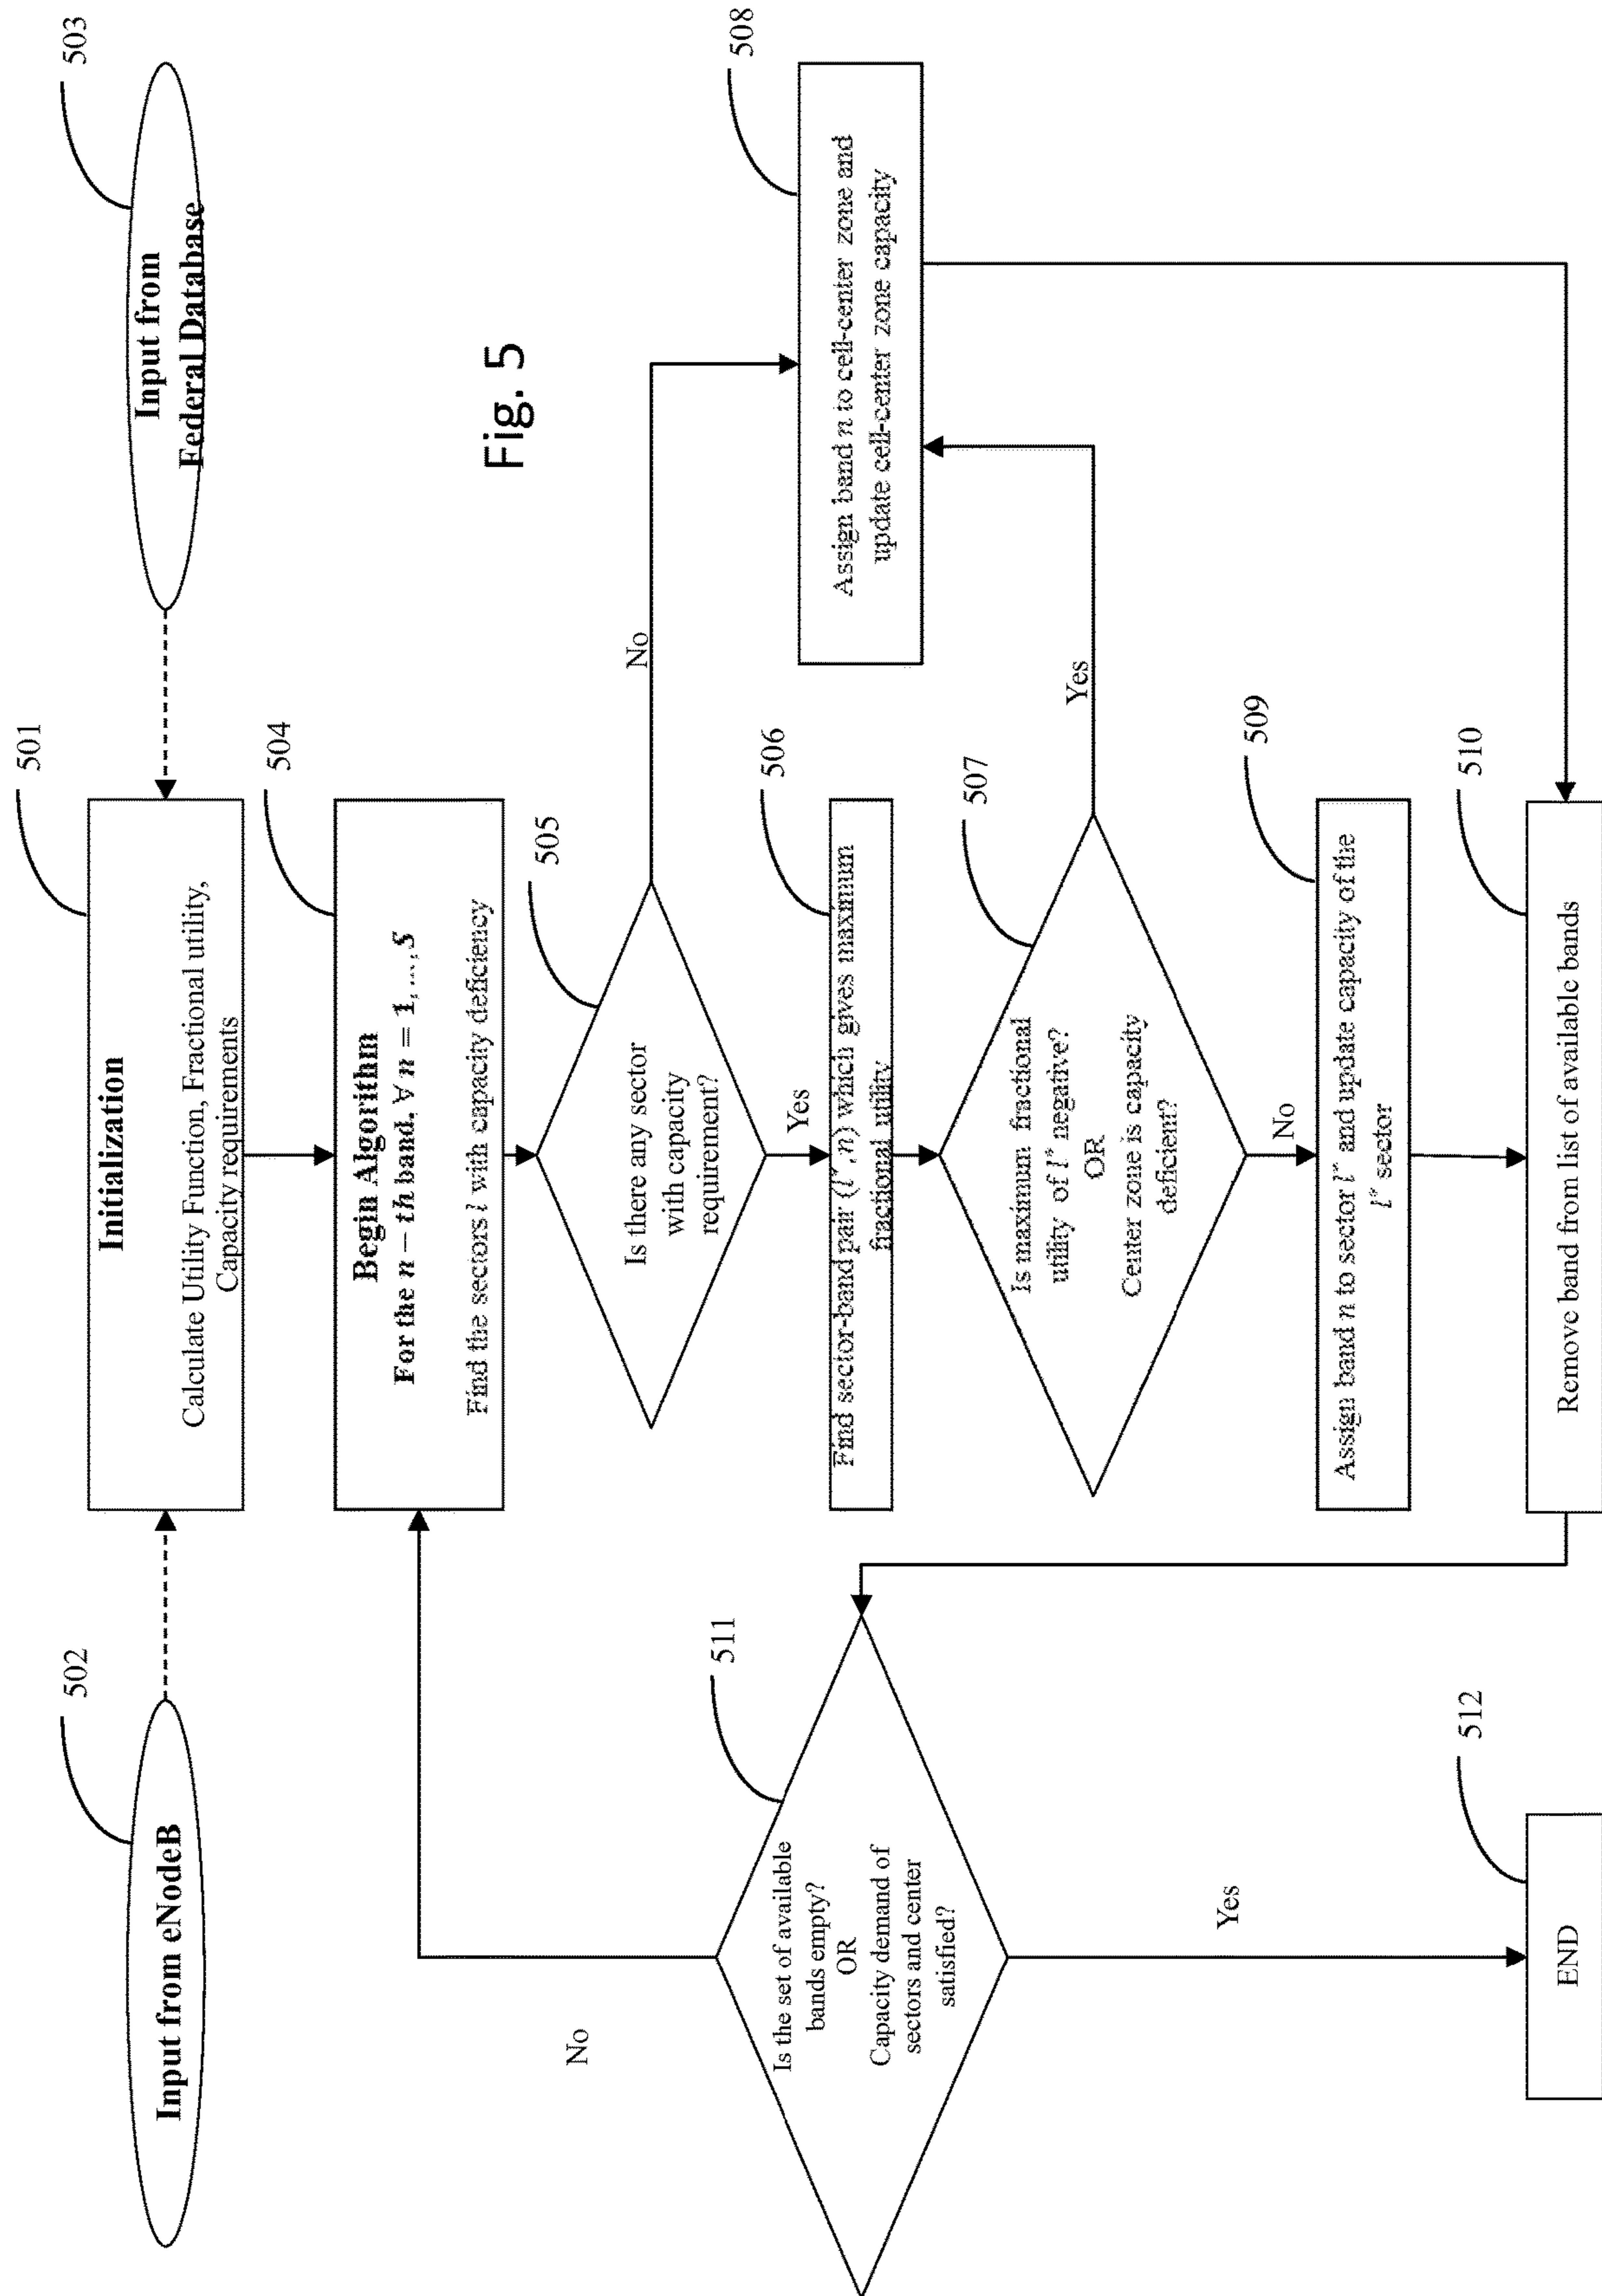 502
Input from eNodeB
501
Initialization
Calculate Utility Function, Fractional utility,
Capacity requirements
503
Input from
Federal Database
504
Begin Algorithm
For the n − th band, ∀ n = 1, ..., S
Find the sectors l with capacity deficiency
505
Is there any sector
with capacity
requirement?
No
Yes
Fig. 5
506
Find sector-band pair (l*, n) which gives maximum
fractional utility
507
Is maximum fractional
utility of l* negative?
OR
Center zone is capacity
deficient?
Yes
No
508
Assign band n to cell-center zone and
update cell-center zone capacity
509
Assign band n to sector l* and update capacity of the
l* sector
510
Remove band from list of available bands
511
Is the set of available
bands empty?
OR
Capacity demand of
sectors and center
satisfied?
No
Yes
512
END